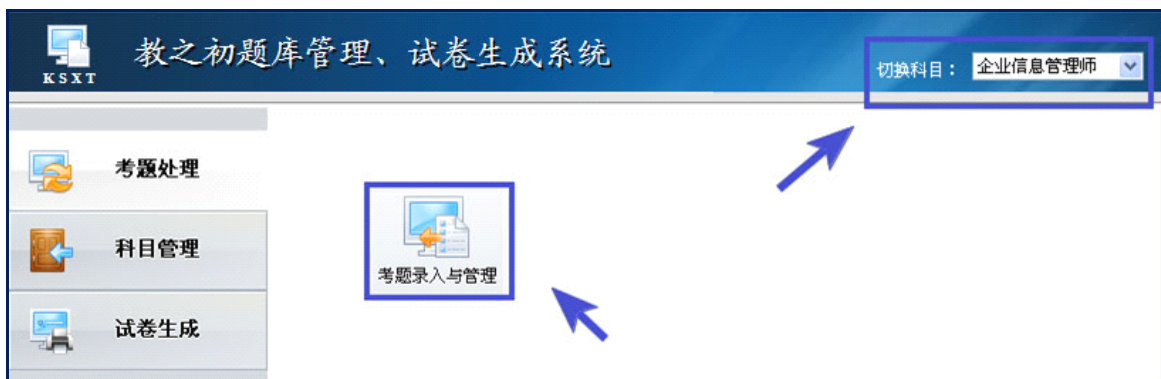 教之初题库管理、试卷生成系统
KSXT
切换科目： 企业信息管理师
考题处理
科目管理
考题录入与管理
试卷生成